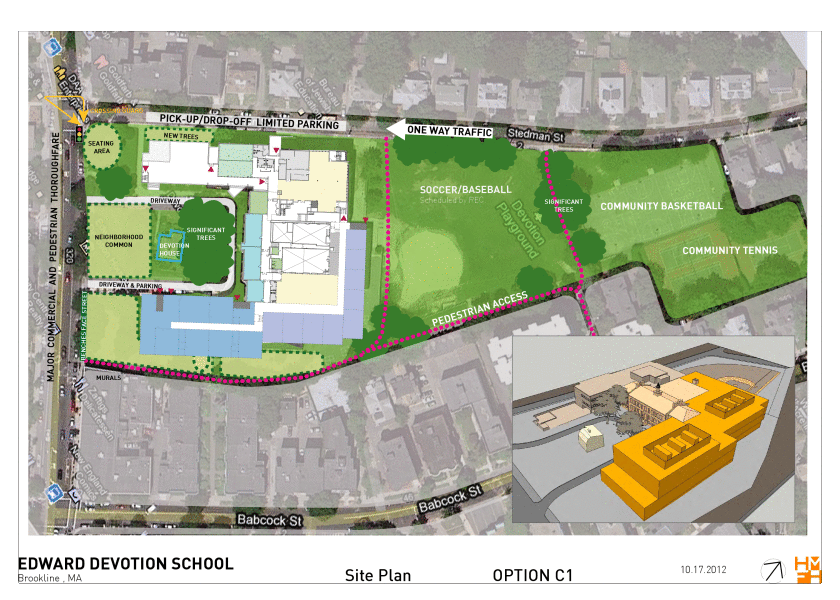 PICK-UP/DROP-OFF LIMITED PARKING
ONE WAY TRAFFIC
Stedman St
2
SEATING
AREA
NEW TREES
SOCCER/BASEBALL
Scheduled by REC
SIGNIFICANT
TREES
COMMUNITY BASKETBALL
DRIVEWAY
NEIGHBORHOOD
COMMON
SIGNIFICANT
TREES
DEVOTION
HOUSE
Devotion
Playground
COMMUNITY TENNIS
DRIVEWAY & PARKING
PEDESTRIAN ACCESS
MAJOR COMMERCIAL AND PEDESTRIAN THOROUGHFARE
MURALS
46
Babcock St
Babcock St
EDWARD DEVOTION SCHOOL
Brookline , MA
Site Plan
OPTION C1
10.17.2012
HMFH